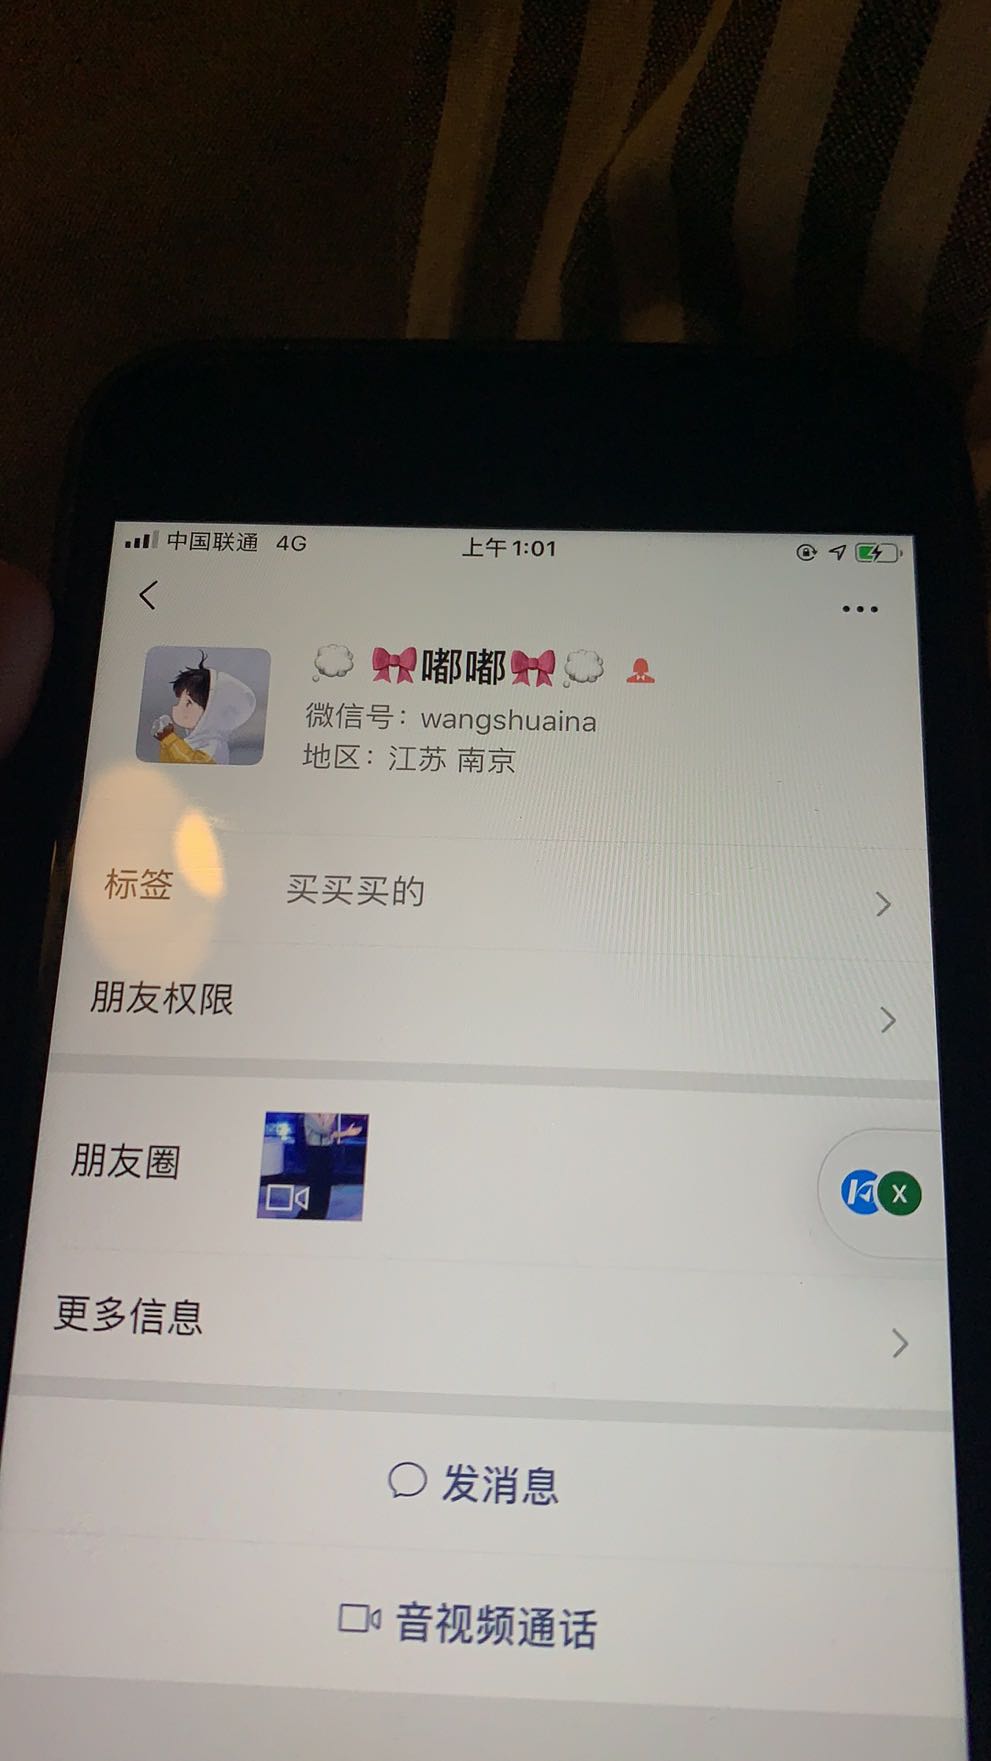 中国联通 4G 上午1:01
嘟嘟
微信号：wangshuaina
地区：江苏 南京
标签 买买买的
朋友权限
朋友圈
X
更多信息
发消息
音视频通话